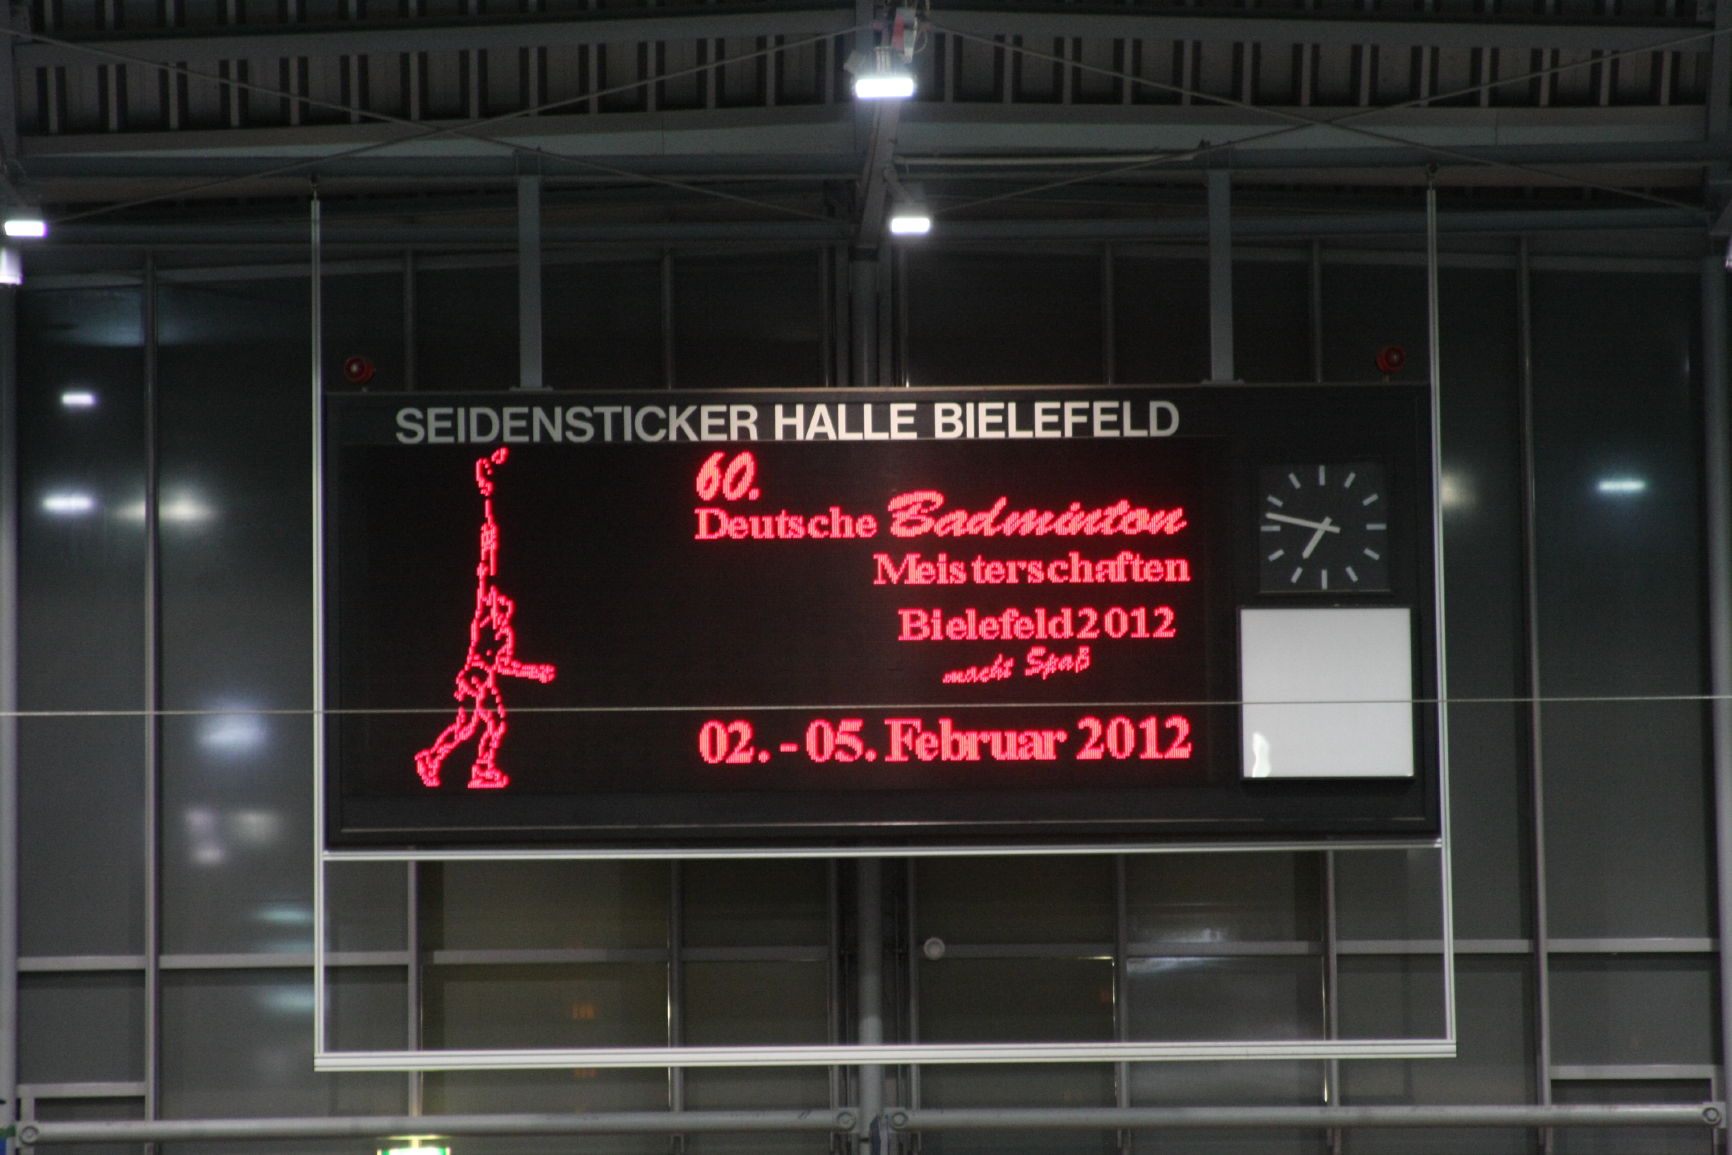 SEIDENSTICKER HALLE BIELEFELD
60.
Deutsche Badminton
Meisterschaften
Bielefeld2012
macht Spaß
02.-05.Februar 2012